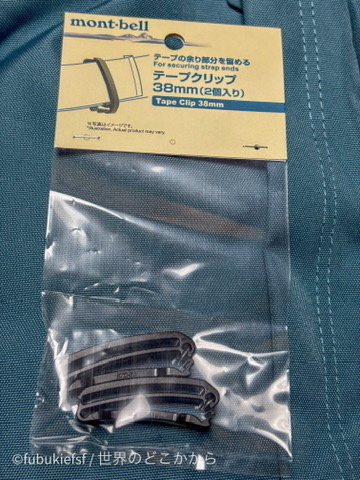 mont-bell
テープの余り部分を留める
For securing strap ends
テープクリップ
38mm(2個入り)
Tape Clip 38mm
※写真はイメージです。
*Illustration. Actual product may vary.
©fubukiefsf / 世界のどこかから